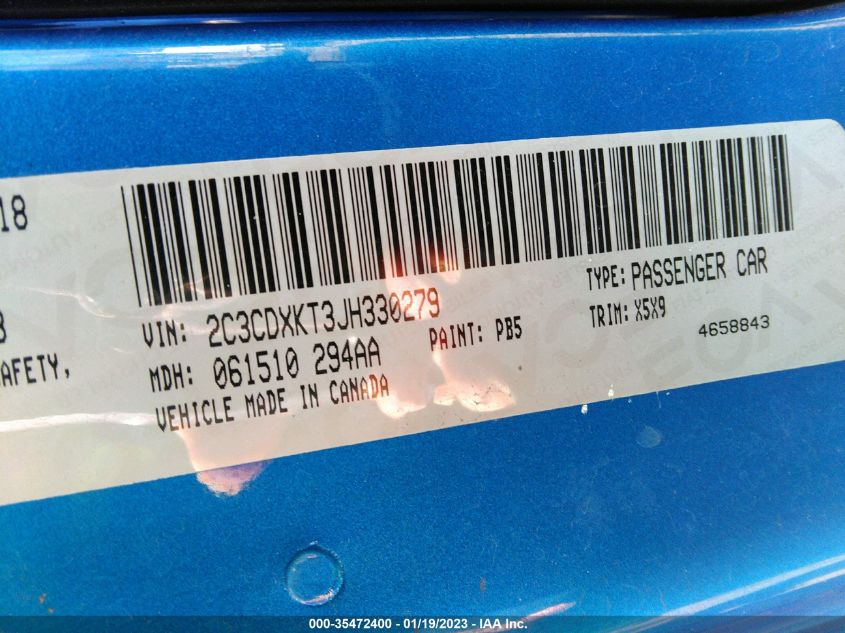 18
VIN: 2C3CDXKT3JH330279
TYPE: PASSENGER CAR
AFETY,
MDH: 061510 294AA
PAINT: PB5
TRIM: X5X9
4658843
VEHICLE MADE IN CANADA
000-35472400 - 01/19/2023 - IAA Inc.